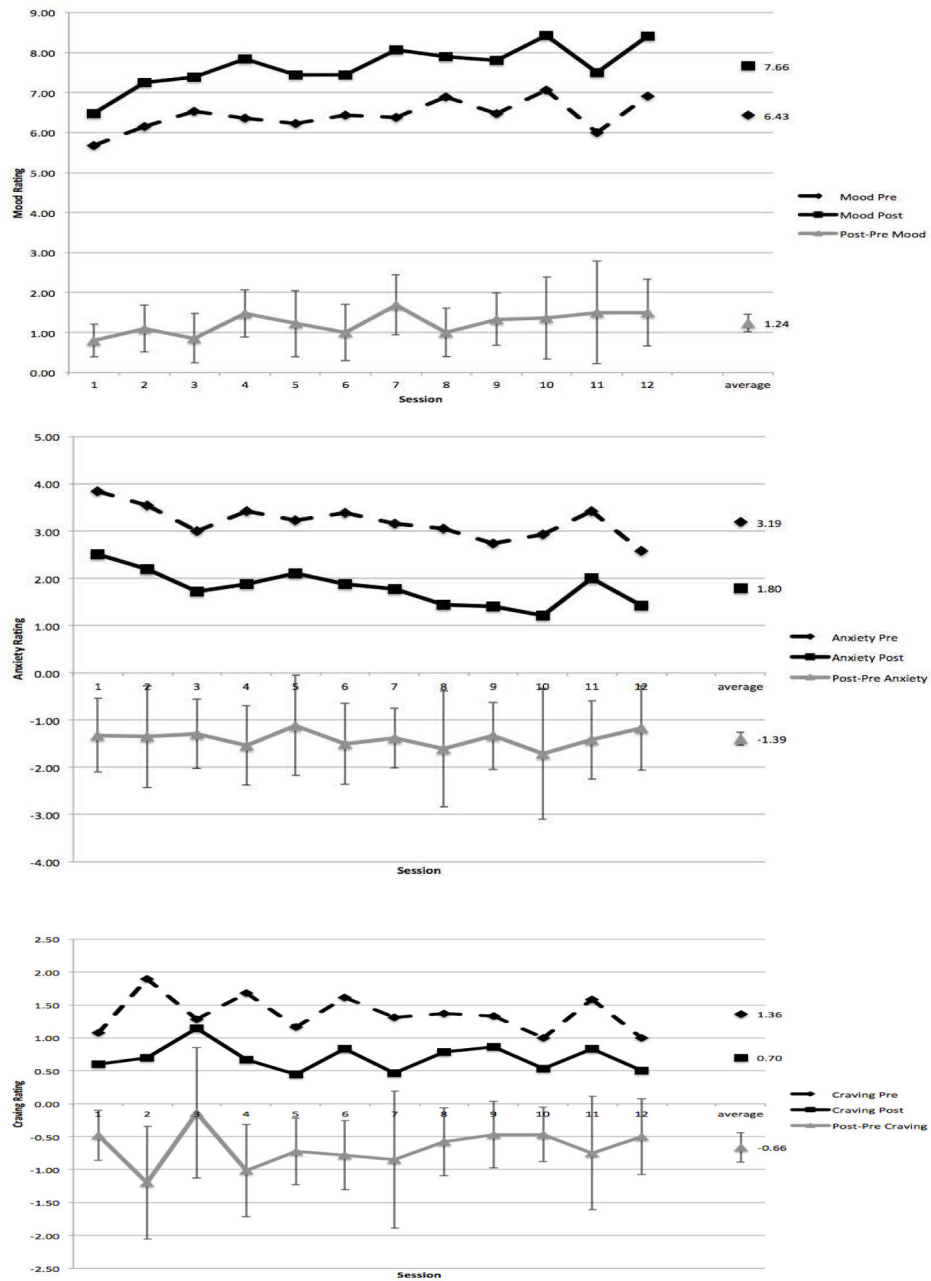 9.00
8.00
7.00
6.00
5.00
4.00
3.00
2.00
1.00
0.00
Mood Rating
7.66
6.43
1.24
1 2 3 4 5 6 7 8 9 10 11 12 average
Session
Mood Pre
Mood Post
Post-Pre Mood
5.00
4.00
3.00
2.00
1.00
0.00
-1.00
-2.00
-3.00
-4.00
Anxiety Rating
3.19
1.80
1 2 3 4 5 6 7 8 9 10 11 12 average
-1.39
Session
Anxiety Pre
Anxiety Post
Post-Pre Anxiety
2.50
2.00
1.50
1.00
0.50
0.00
-0.50
-1.00
-1.50
-2.00
-2.50
Craving Rating
1.36
0.70
1 2 3 4 5 6 7 8 9 10 11 12 average
-0.66
Session
Craving Pre
Craving Post
Post-Pre Craving